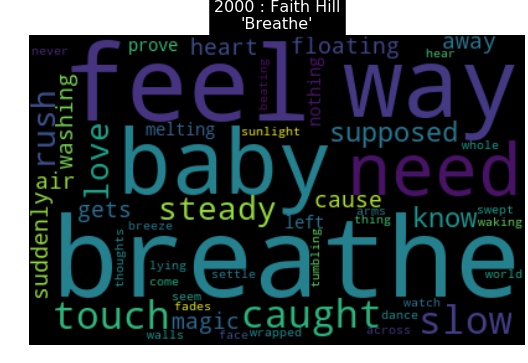 2000 : Faith Hill
'Breathe'
never
prove
heart
floating
away
hear
rush
washing
feel
beating
nothing
way
melting
sunlight
supposed
whole
love
baby
need
air
suddenly
gets
steady
cause
left
arms
thing
know
swept
waking
thoughts
breeze
breathe
tumbling
lying
come
settle
world
seem
fades
touch
magic
caught
watch
dance
slow
walls
face
wrapped
across